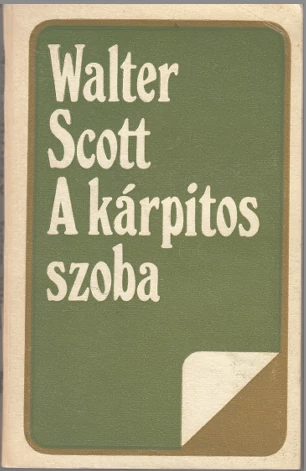 Walter
Scott
A kárpitos
szoba